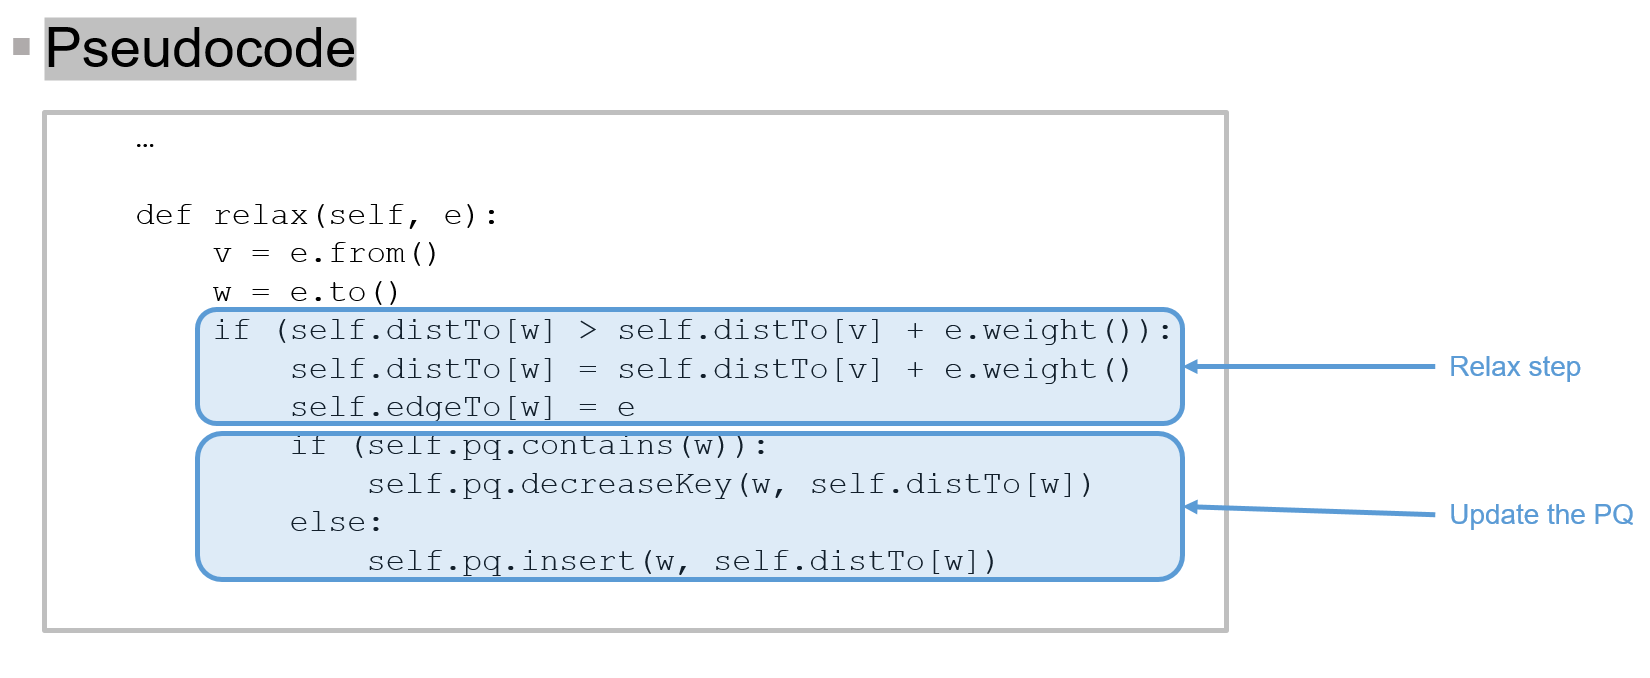 Pseudocode
…
def relax(self, e):
v = e.from()
w = e.to()
if (self.distTo[w] > self.distTo[v] + e.weight()):
self.distTo[w] = self.distTo[v] + e.weight()
self.edgeTo[w] = e
if (self.pq.contains(w)):
self.pq.decreaseKey(w, self.distTo[w])
else:
self.pq.insert(w, self.distTo[w])
Relax step
Update the PQ